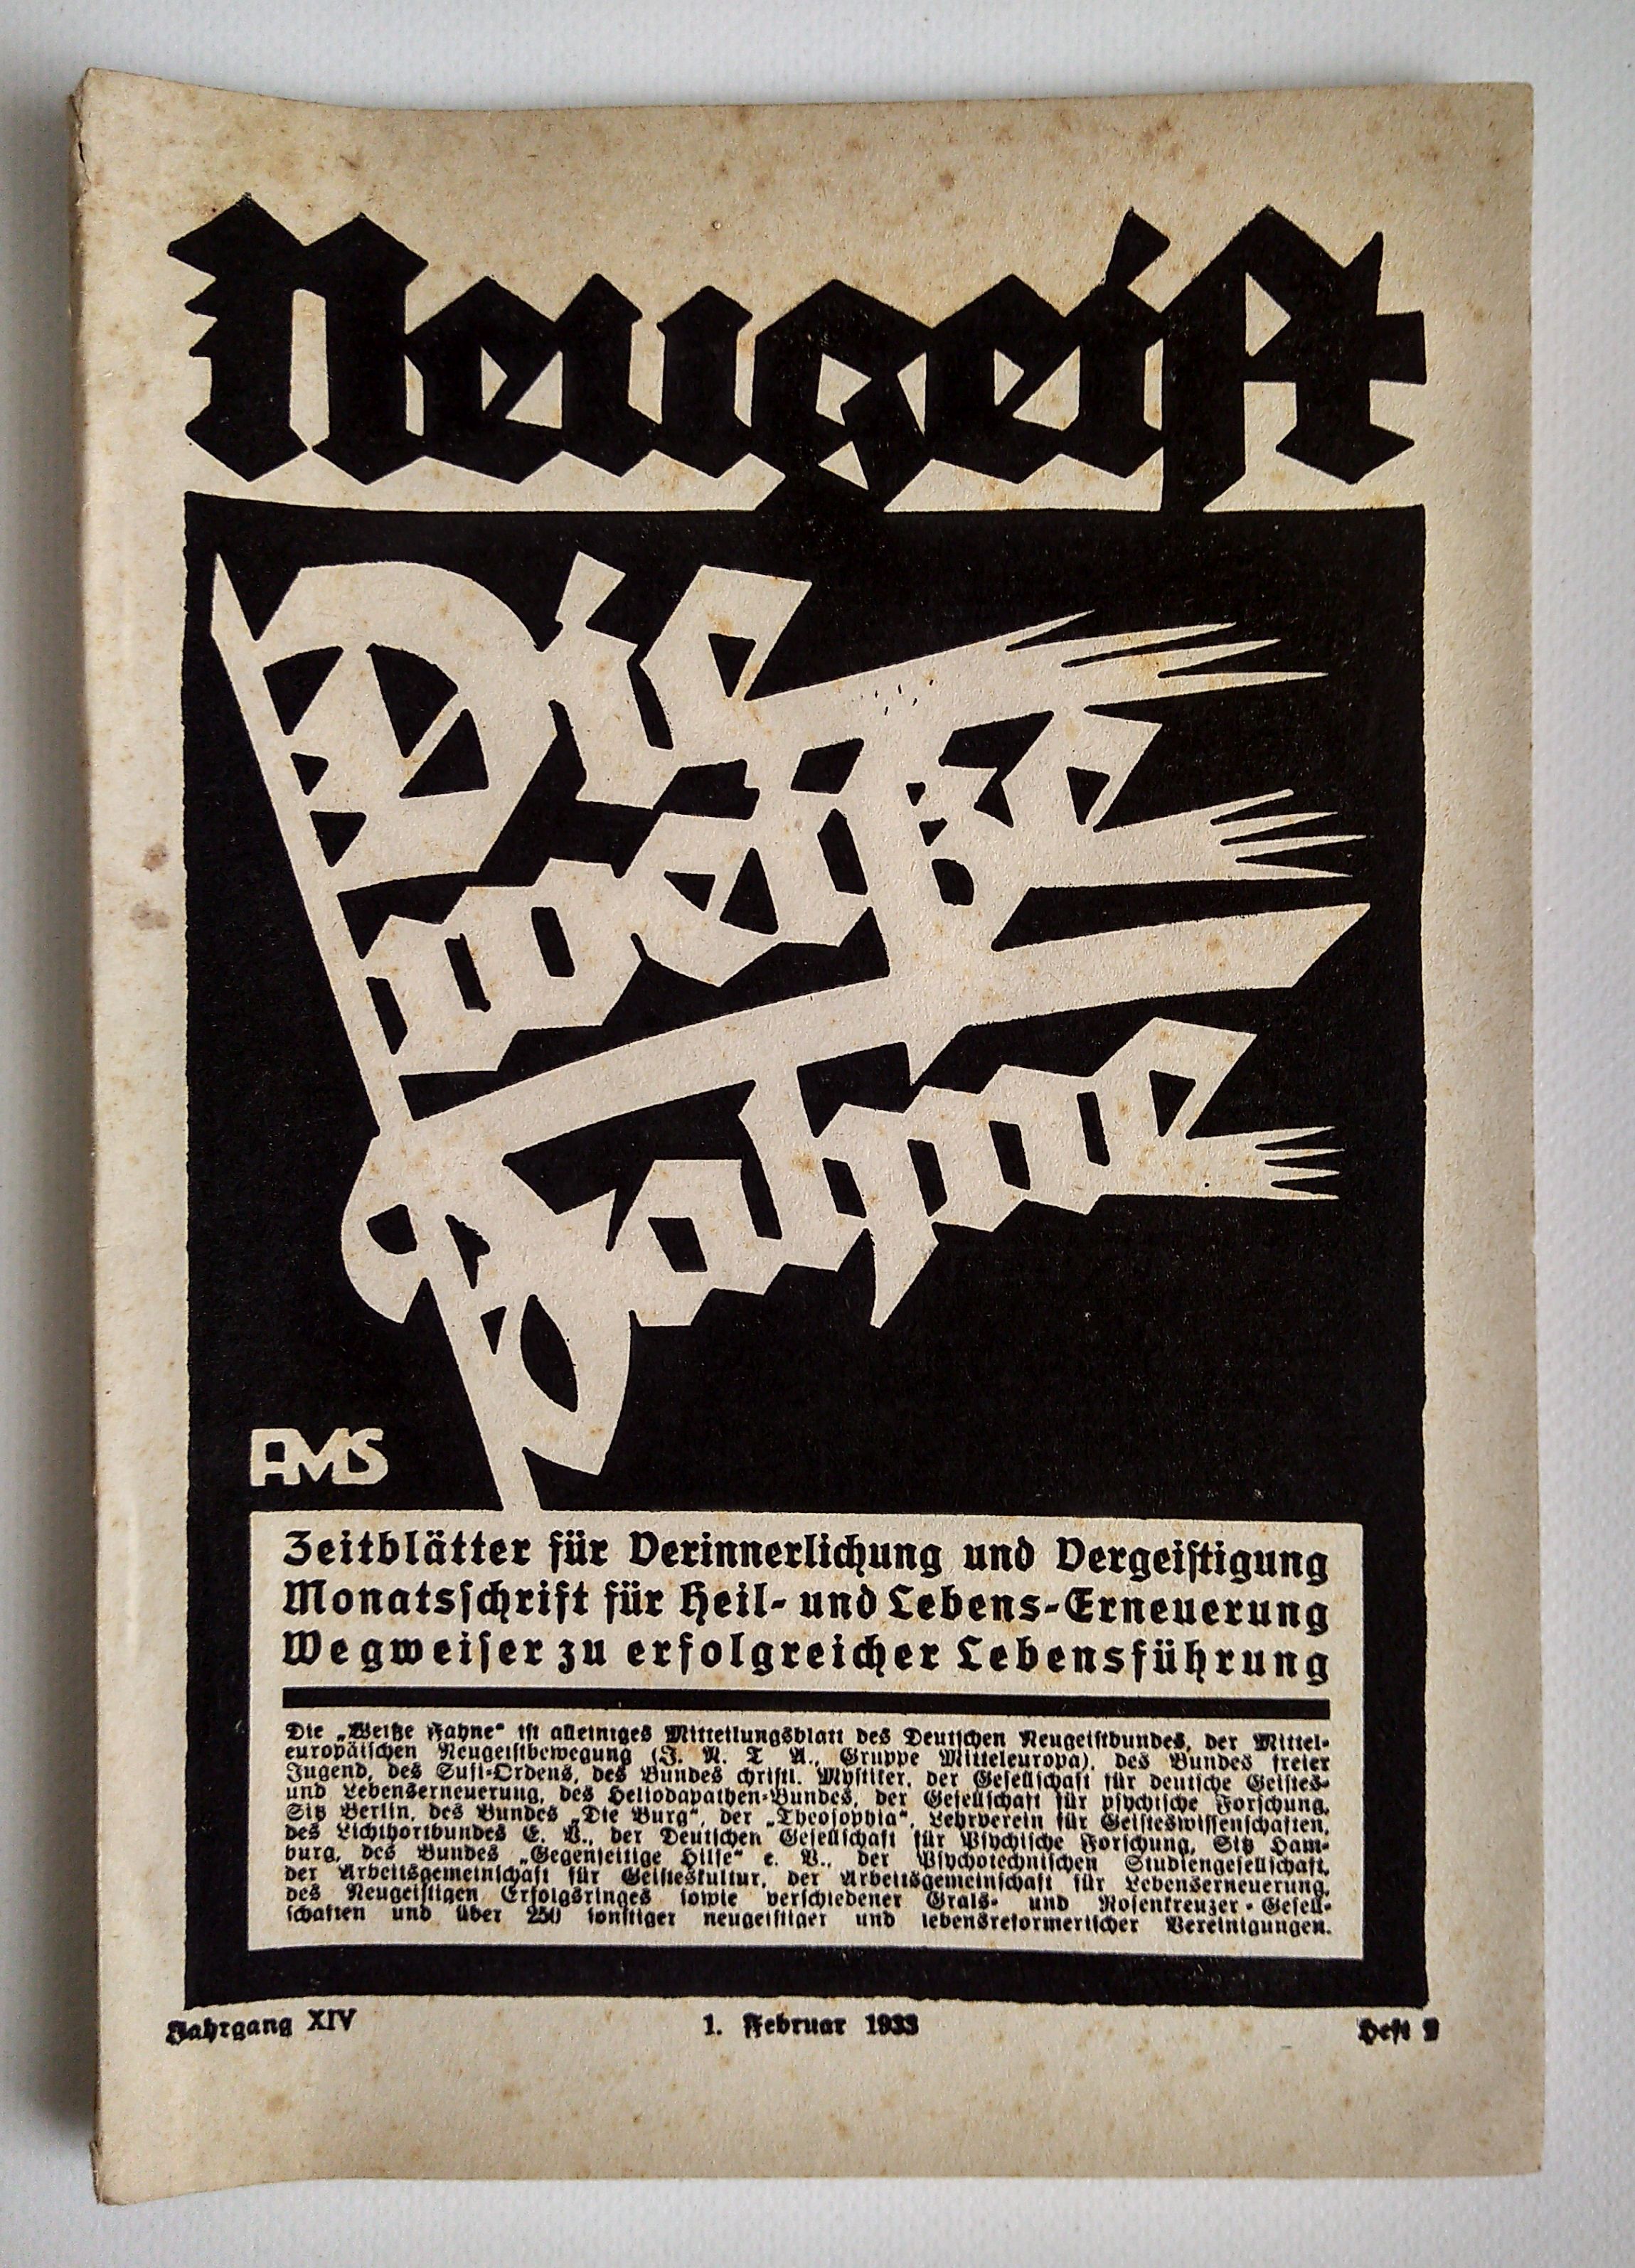 Neugeist
Die
weiße
Fahne
AMS
Zeitblätter für Verinnerlichung und Vergeistigung
Monatsschrift für Heil- und Lebens-Erneuerung
Wegweiser zu erfolgreicher Lebensführung
Die „Weiße Fahne“ ist alleiniges Mitteilungsblatt des Deutschen Neugeistbundes, der Mittel-
europäischen Neugeistbewegung (I. N. T. A., Gruppe Mitteleuropa), des Bundes freier
Jugend, des Sufi-Ordens, des Bundes christl. Mystiker, der Gesellschaft für deutsche Geistes-
und Lebenserneuerung, des Heliodapathen-Bundes, der Gesellschaft für psychische Forschung,
Sitz Berlin, des Bundes „Die Burg“, der „Theosophia“, Lehrverein für Geisteswissenschaften,
des Lichthortbundes E. V., der Deutschen Gesellschaft für Psychische Forschung, Sitz Ham-
burg, des Bundes „Gegenseitige Hilfe“ e. V., der Psychotechnischen Studiengesellschaft,
der Arbeitsgemeinschaft für Geisteskultur, der Arbeitsgemeinschaft für Lebenserneuerung,
des Neugeistigen Erfolgsringes sowie verschiedener Grals- und Rosenkreuzer-Gesell-
schaften und über 250 sonstiger neugeistiger und lebensreformerischer Vereinigungen.
Jahrgang XIV 1. Februar 1933 Heft